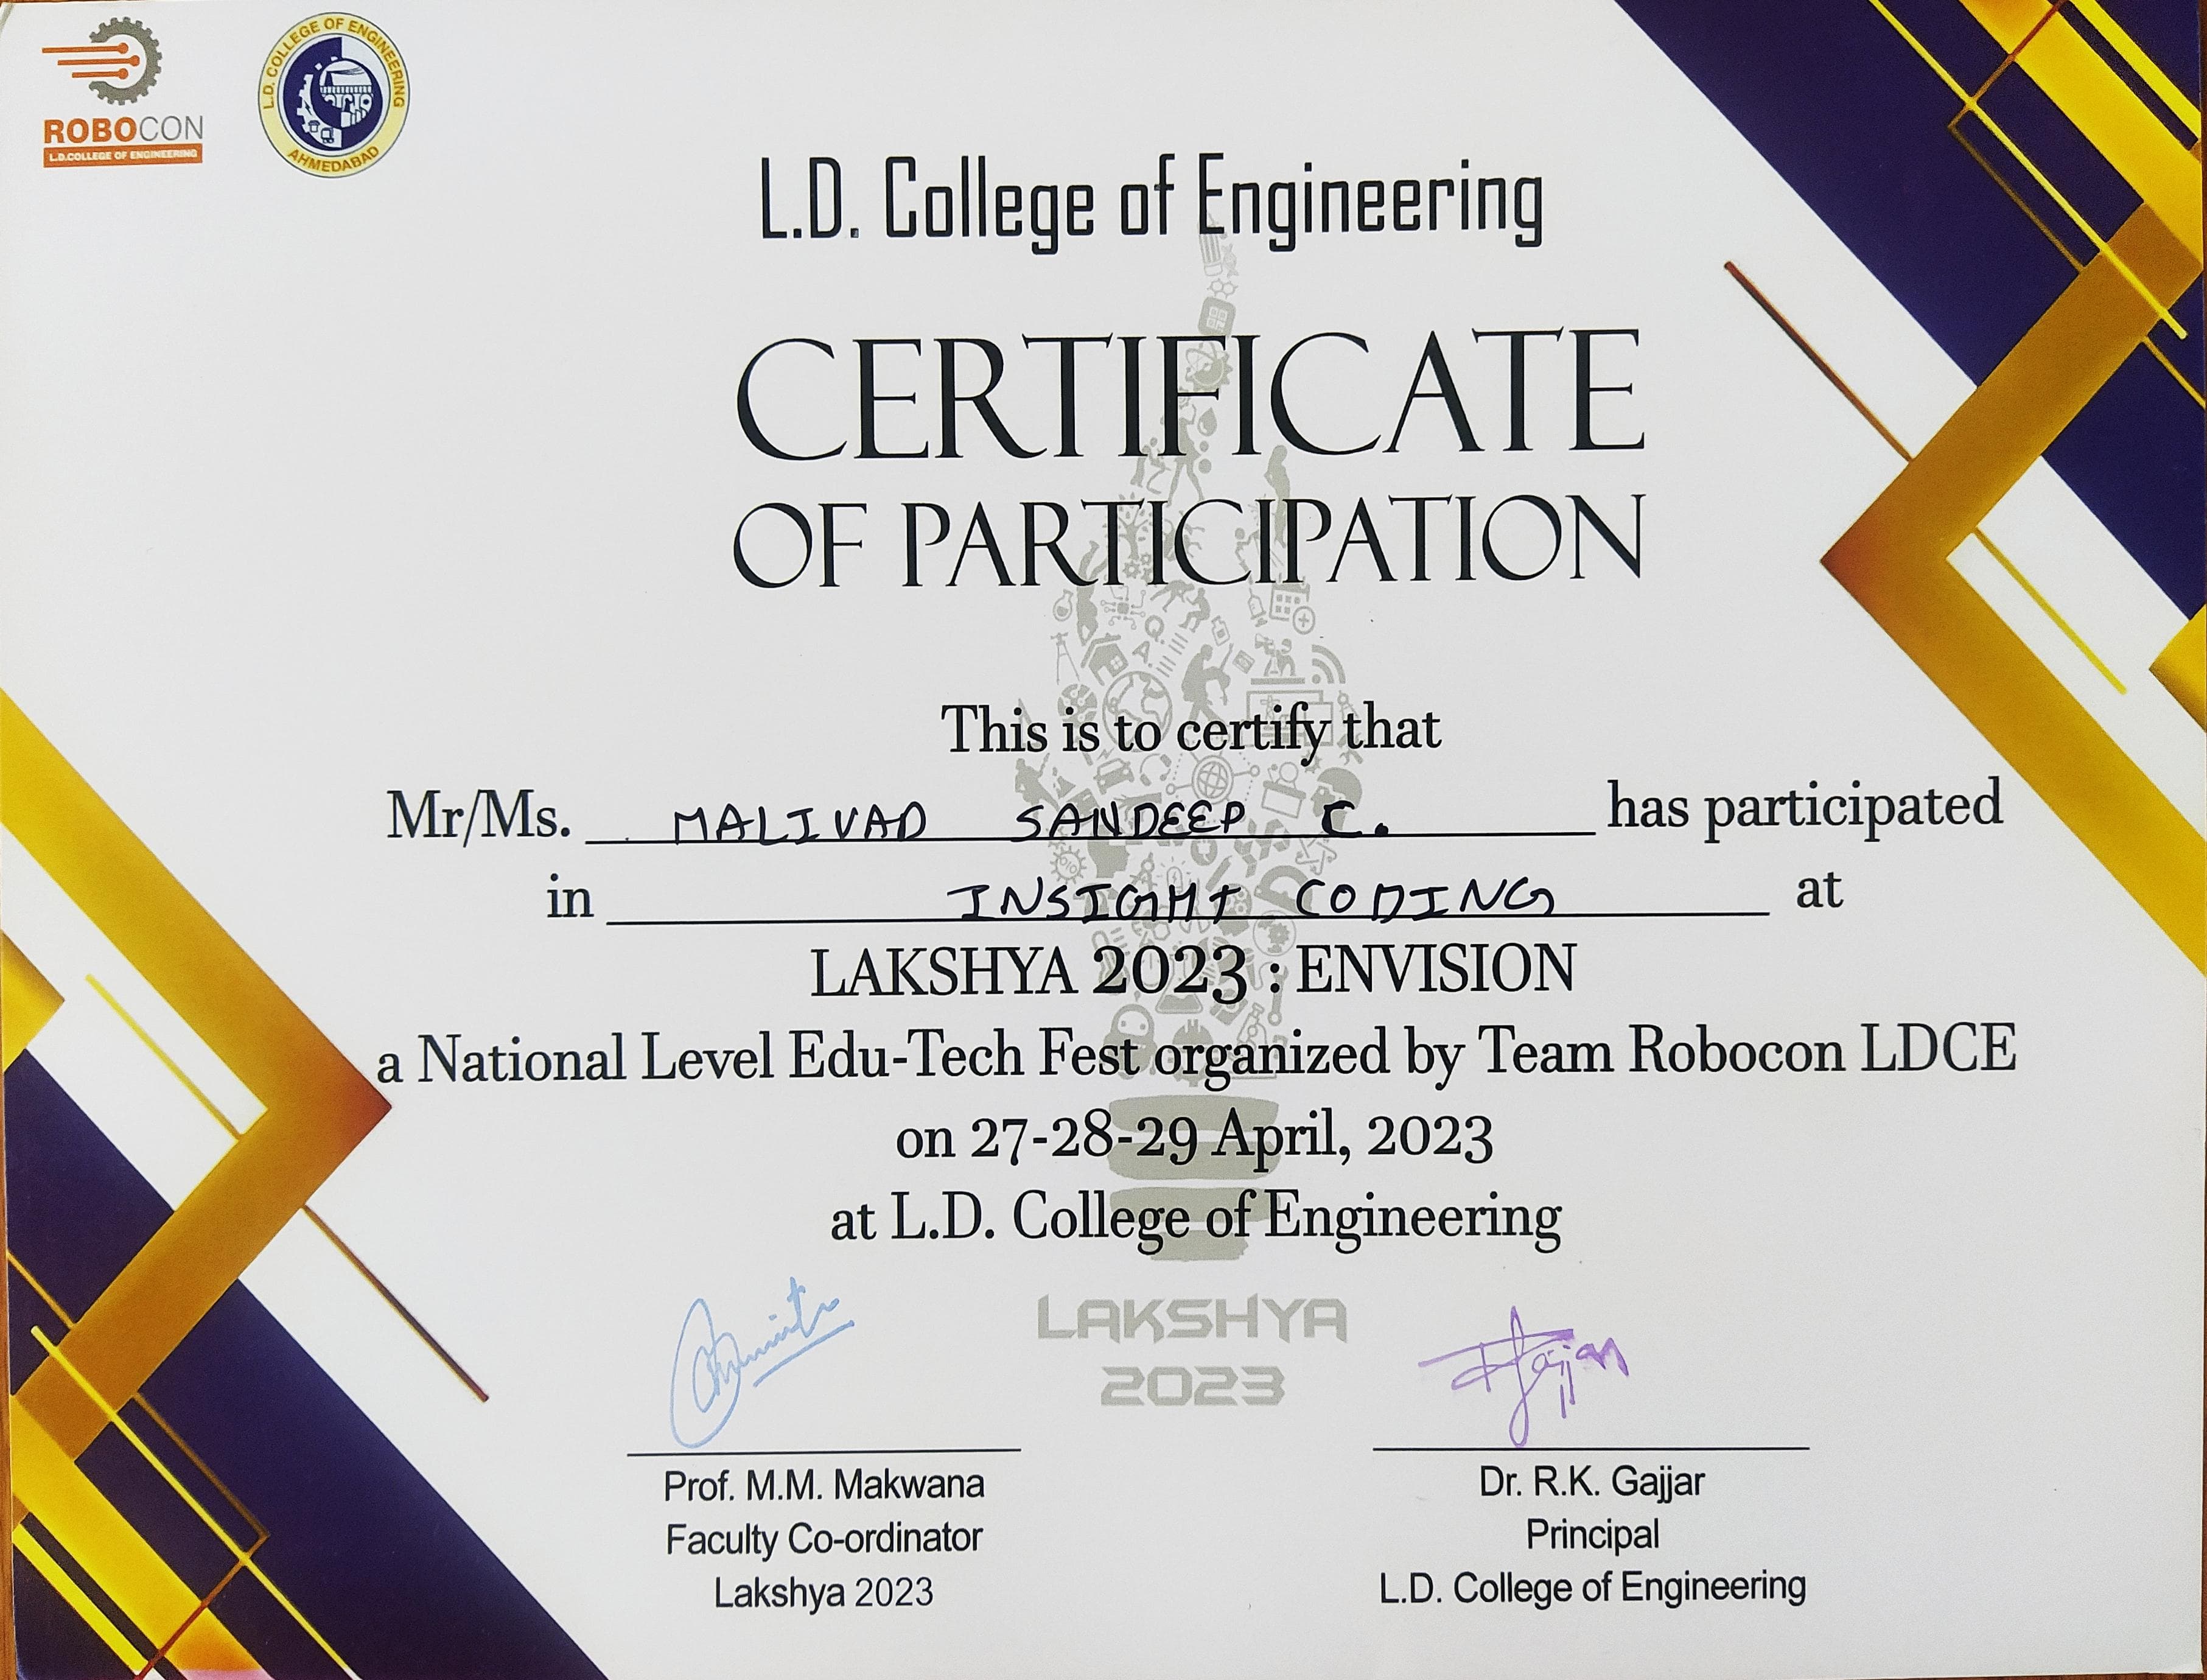 ROBOCON
L.D.COLLEGE OF ENGINEERING
L.D. COLLEGE OF ENGINEERING
AHMEDABAD
L.D. College of Engineering
CERTIFICATE
OF PARTICIPATION
This is to certify that
Mr/Ms. MALIVAD SANDEEP C. has participated
in INSIGHT CODING at
LAKSHYA 2023 : ENVISION
a National Level Edu-Tech Fest organized by Team Robocon LDCE
on 27-28-29 April, 2023
at L.D. College of Engineering
LAKSHYA
2023
Prof. M.M. Makwana
Faculty Co-ordinator
Lakshya 2023
Dr. R.K. Gajjar
Principal
L.D. College of Engineering